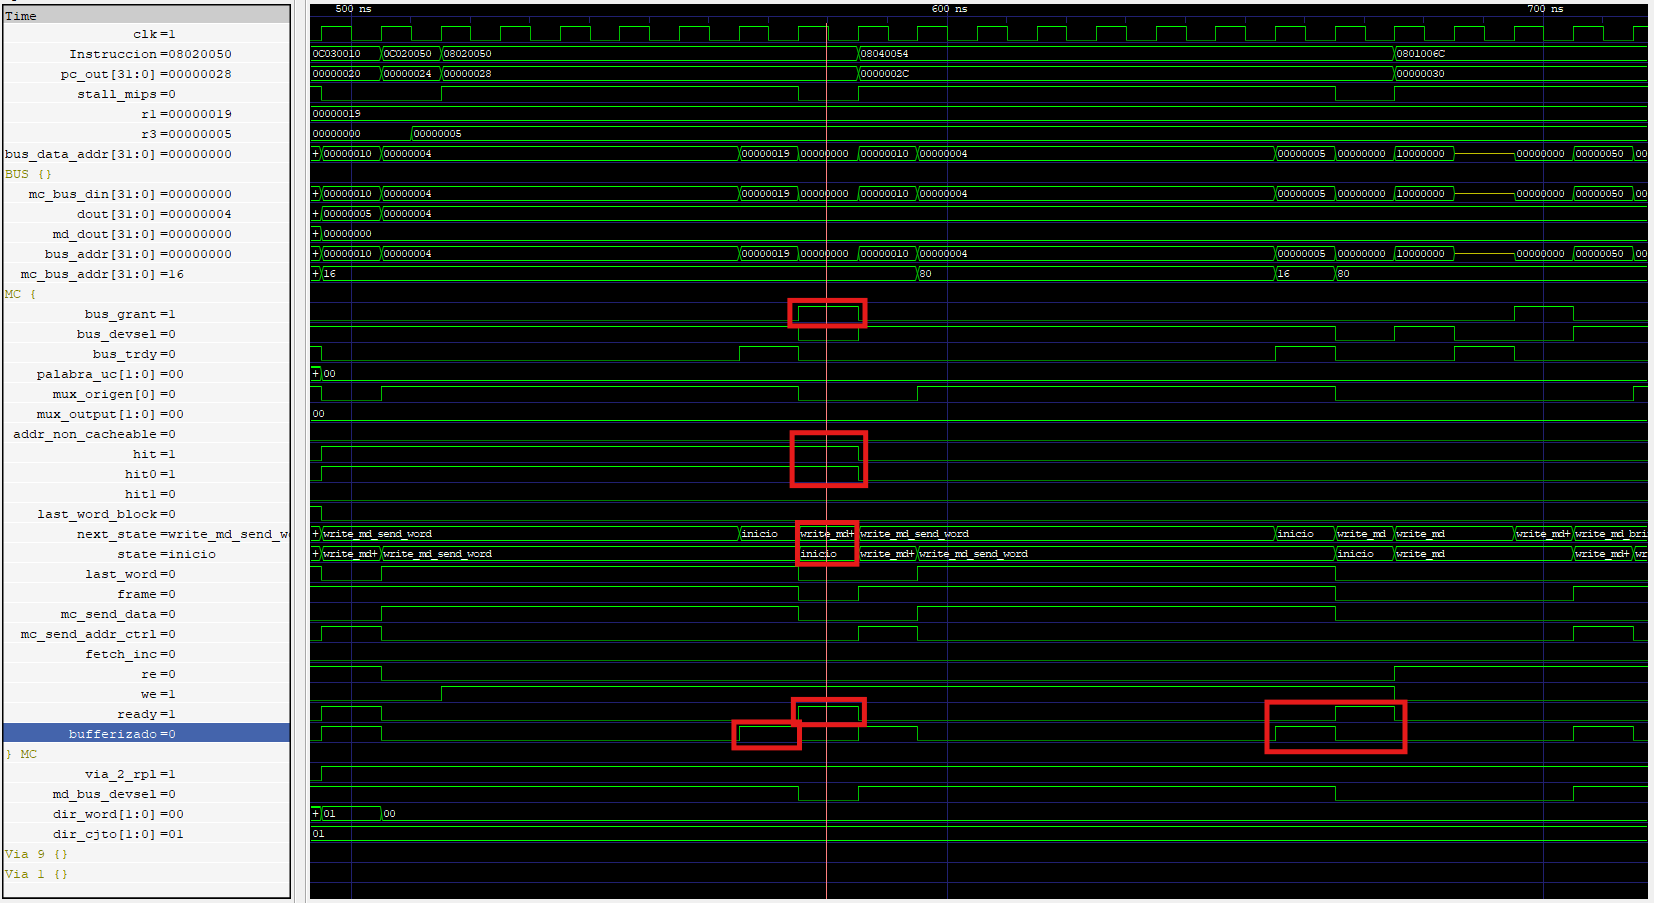 Time 500 ns 600 ns 700 ns
clk=1
Instruccion=08020050 0C030010 0C020050 08020050 08040054 0801006C
pc_out[31:0]=00000028 00000020 00000024 00000028 0000002C 00000030
stall_mips=0
r1=00000019 00000019
r3=00000005 00000000 00000005
bus_data_addr[31:0]=00000000 + 00000010 00000004 00000019 00000000 00000010 00000004 00000005 00000000 10000000 00000000 00000050 00
BUS {}
mc_bus_din[31:0]=00000000 + 00000010 00000004 00000019 00000000 00000010 00000004 00000005 00000000 10000000 00000000 00000050 00
dout[31:0]=00000004 + 00000005 00000004
md_dout[31:0]=00000000 + 00000000
bus_addr[31:0]=00000000 + 00000010 00000004 00000019 00000000 00000010 00000004 00000005 00000000 10000000 00000000 00000050 00
mc_bus_addr[31:0]=16 + 16 80 16 80
MC {
bus_grant=1
bus_devsel=0
bus_trdy=0
palabra_uc[1:0]=00 + 00
mux_origen[0]=0
mux_output[1:0]=00 00
addr_non_cacheable=0
hit=1
hit0=1
hit1=0
last_word_block=0
next_state=write_md_send_w + write_md_send_word inicio write_md+ write_md_send_word inicio write_md write_md write_md+ write_md_bri
state=inicio + write_md+ write_md_send_word inicio write_md+ write_md_send_word inicio write_md write_md+ wr
last_word=0
frame=0
mc_send_data=0
mc_send_addr_ctrl=0
fetch_inc=0
re=0
we=1
ready=1
bufferizado=0
} MC
via_2_rpl=1
md_bus_devsel=0
dir_word[1:0]=00 + 01 00
dir_cjto[1:0]=01 01
Via 9 {}
Via 1 {}